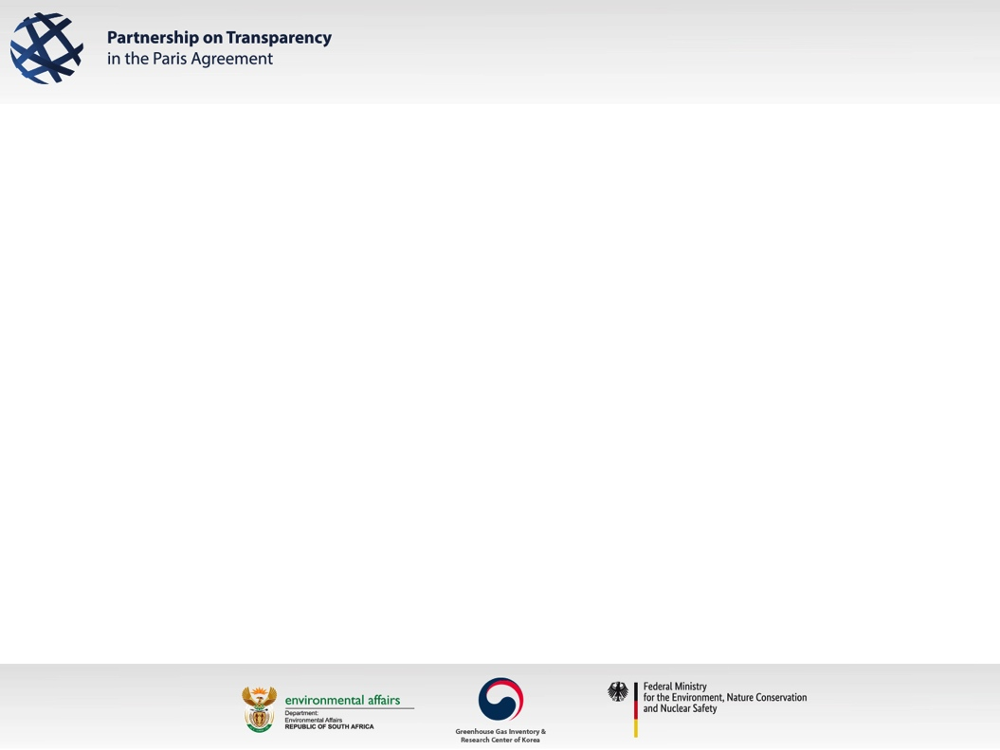 Partnership on Transparency
in the Paris Agreement
environmental affairs
Department:
Environmental Affairs
REPUBLIC OF SOUTH AFRICA
Greenhouse Gas Inventory &
Research Center of Korea
Federal Ministry
for the Environment, Nature Conservation
and Nuclear Safety